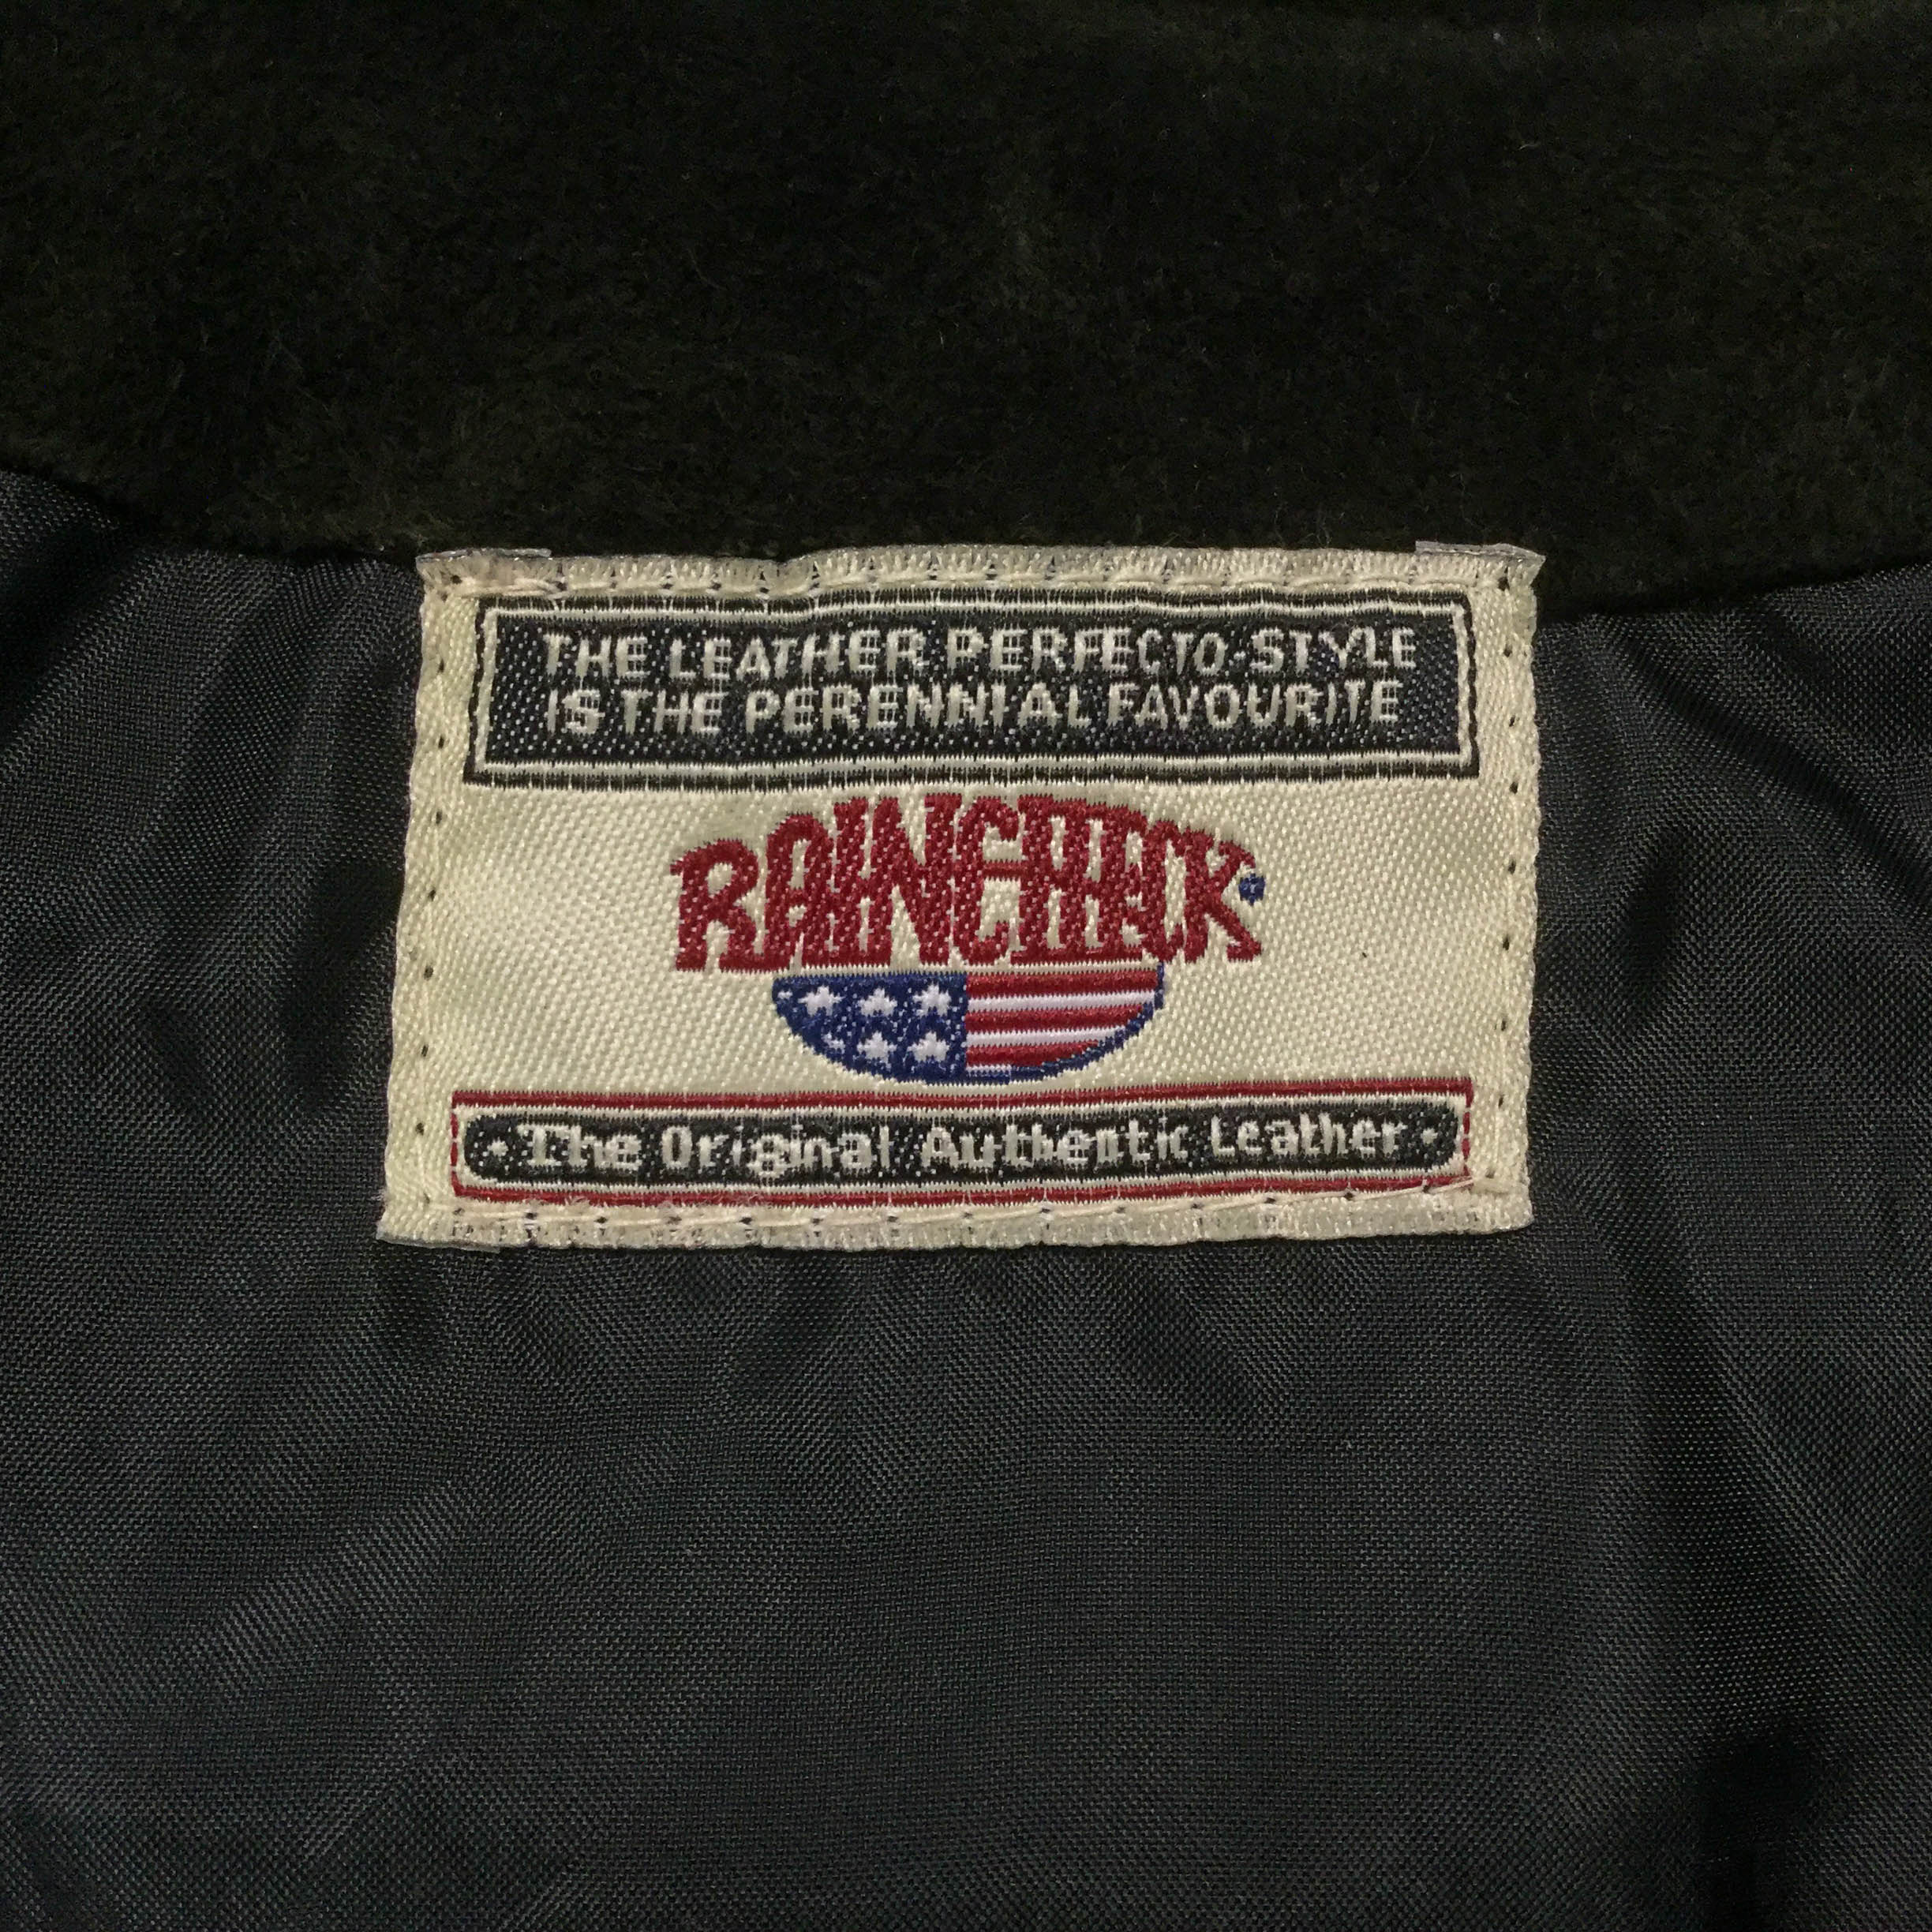 THE LEATHER PERFECTO-STYLE
IS THE PERENNIAL FAVOURITE
RAINCHECK
• The Original Authentic Leather •